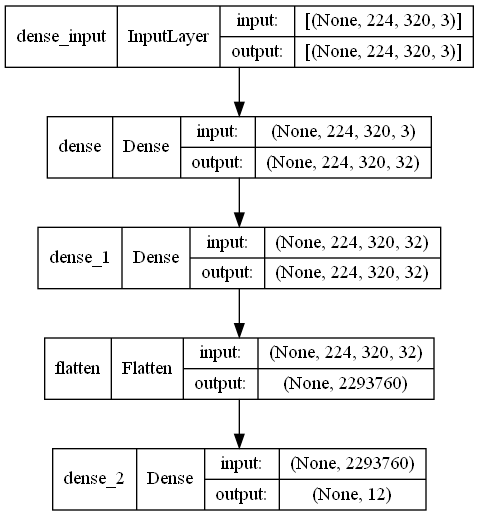 dense_input InputLayer input: [(None, 224, 320, 3)]
output: [(None, 224, 320, 3)]
dense Dense input: (None, 224, 320, 3)
output: (None, 224, 320, 32)
dense_1 Dense input: (None, 224, 320, 32)
output: (None, 224, 320, 32)
flatten Flatten input: (None, 224, 320, 32)
output: (None, 2293760)
dense_2 Dense input: (None, 2293760)
output: (None, 12)